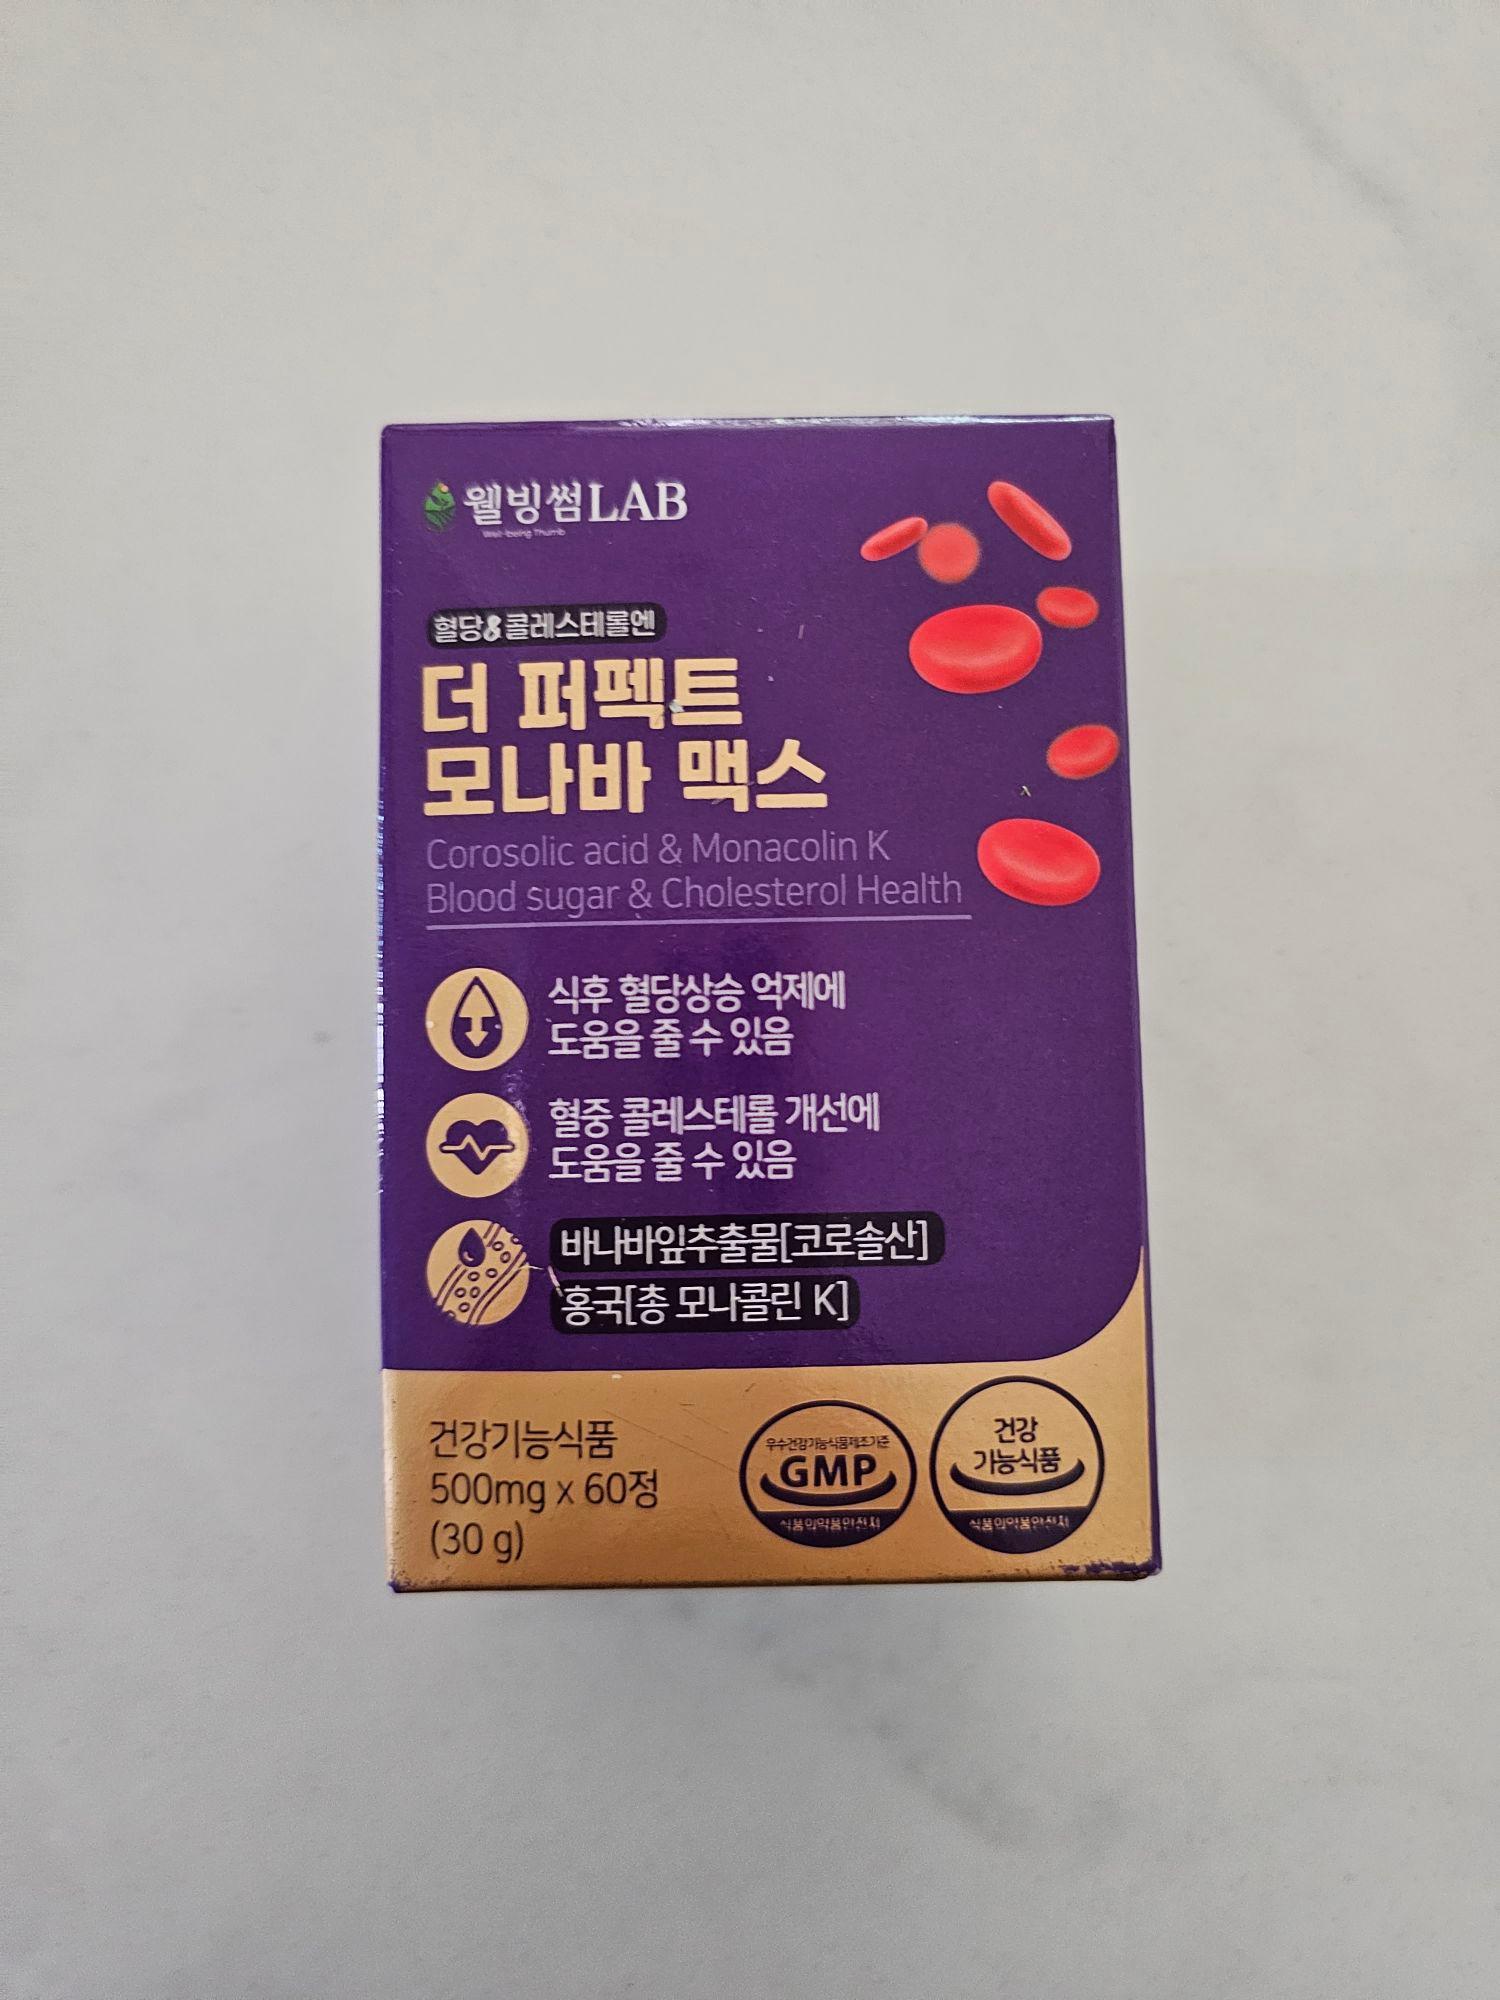 웰빙썸LAB
Well-being Thumb
혈당&콜레스테롤엔
더 퍼펙트
모나바 맥스
Corosolic acid & Monacolin K
Blood sugar & Cholesterol Health
식후 혈당상승 억제에
도움을 줄 수 있음
혈중 콜레스테롤 개선에
도움을 줄 수 있음
바나바잎추출물[코로솔산]
홍국[총 모나콜린 K]
건강기능식품
500mg x 60정
(30 g)
우수건강기능식품제조기준
GMP
식품의약품안전처
건강
기능식품
식품의약품안전처